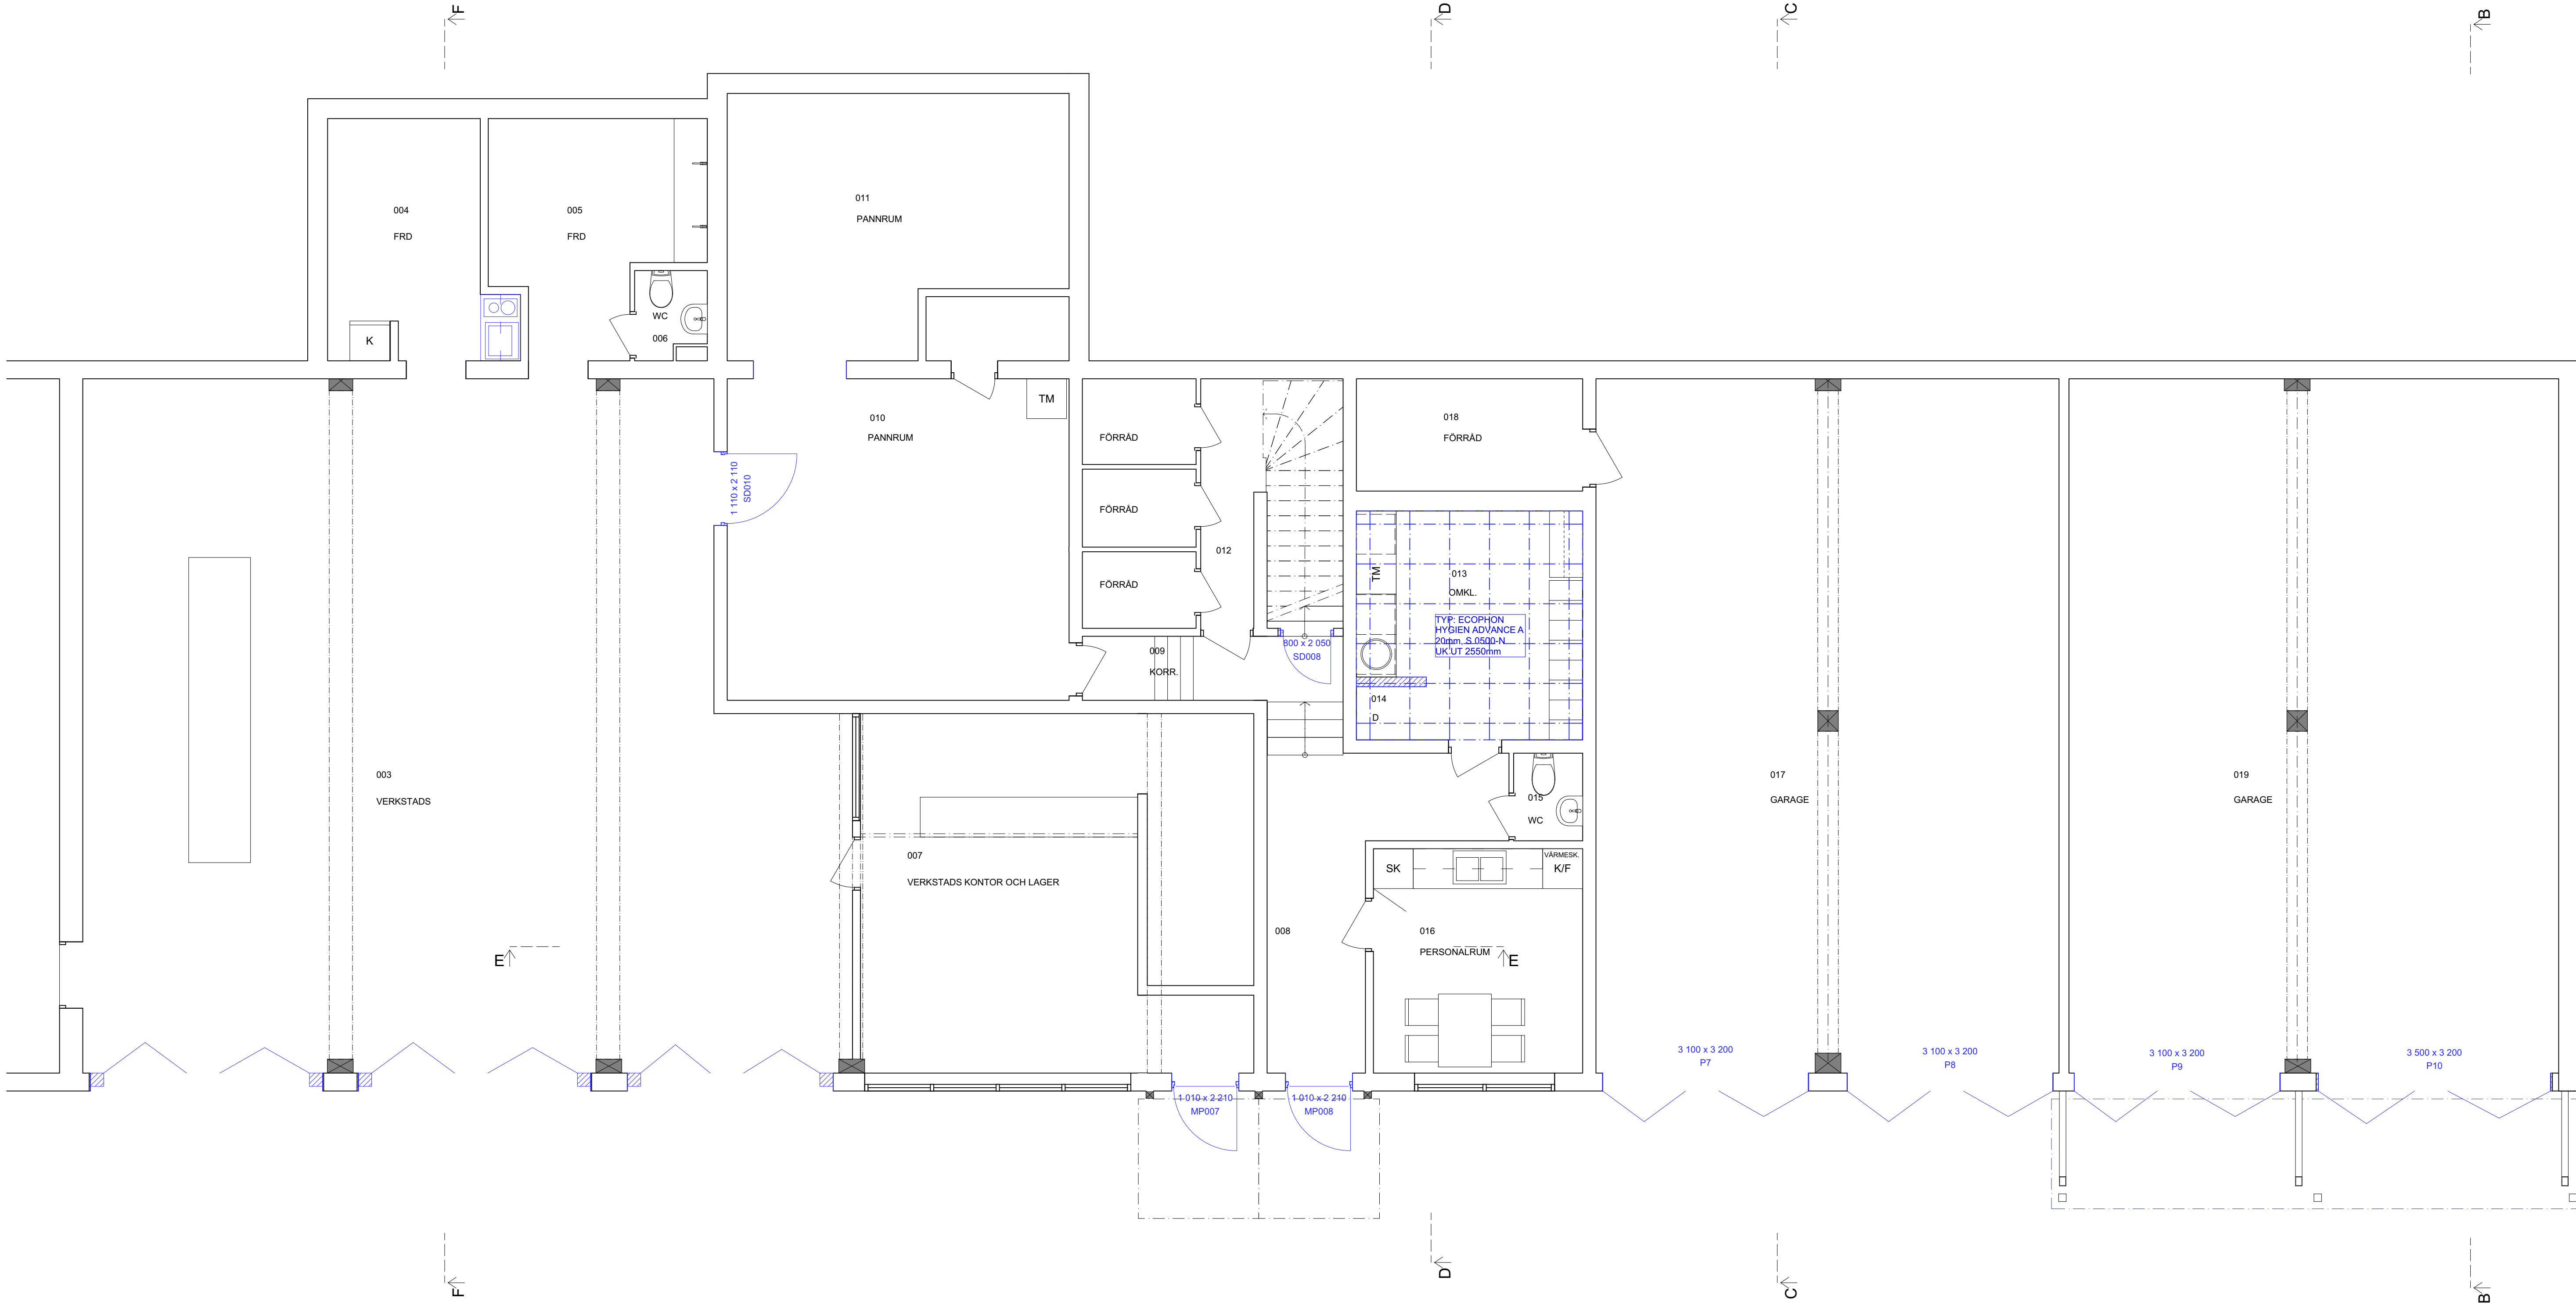 F
D
C
B
004
FRD
005
FRD
WC
006
K
011
PANNRUM
010
PANNRUM
TM
1 110 x 2 110
SD010
FÖRRÅD
FÖRRÅD
FÖRRÅD
012
009
KORR.
800 x 2 050
SD008
018
FÖRRÅD
TM
013
OMKL.
TYP: ECOPHON
HYGIEN ADVANCE A
20mm, S 0500-N
UK UT 2550mm
014
D
003
VERKSTADS
007
VERKSTADS KONTOR OCH LAGER
015
WC
SK
VÄRMESK.
K/F
008
016
PERSONALRUM
E
E
017
GARAGE
019
GARAGE
3 100 x 3 200
P7
3 100 x 3 200
P8
3 100 x 3 200
P9
3 500 x 3 200
P10
1 010 x 2 210
MP007
1 010 x 2 210
MP008
F
D
C
B